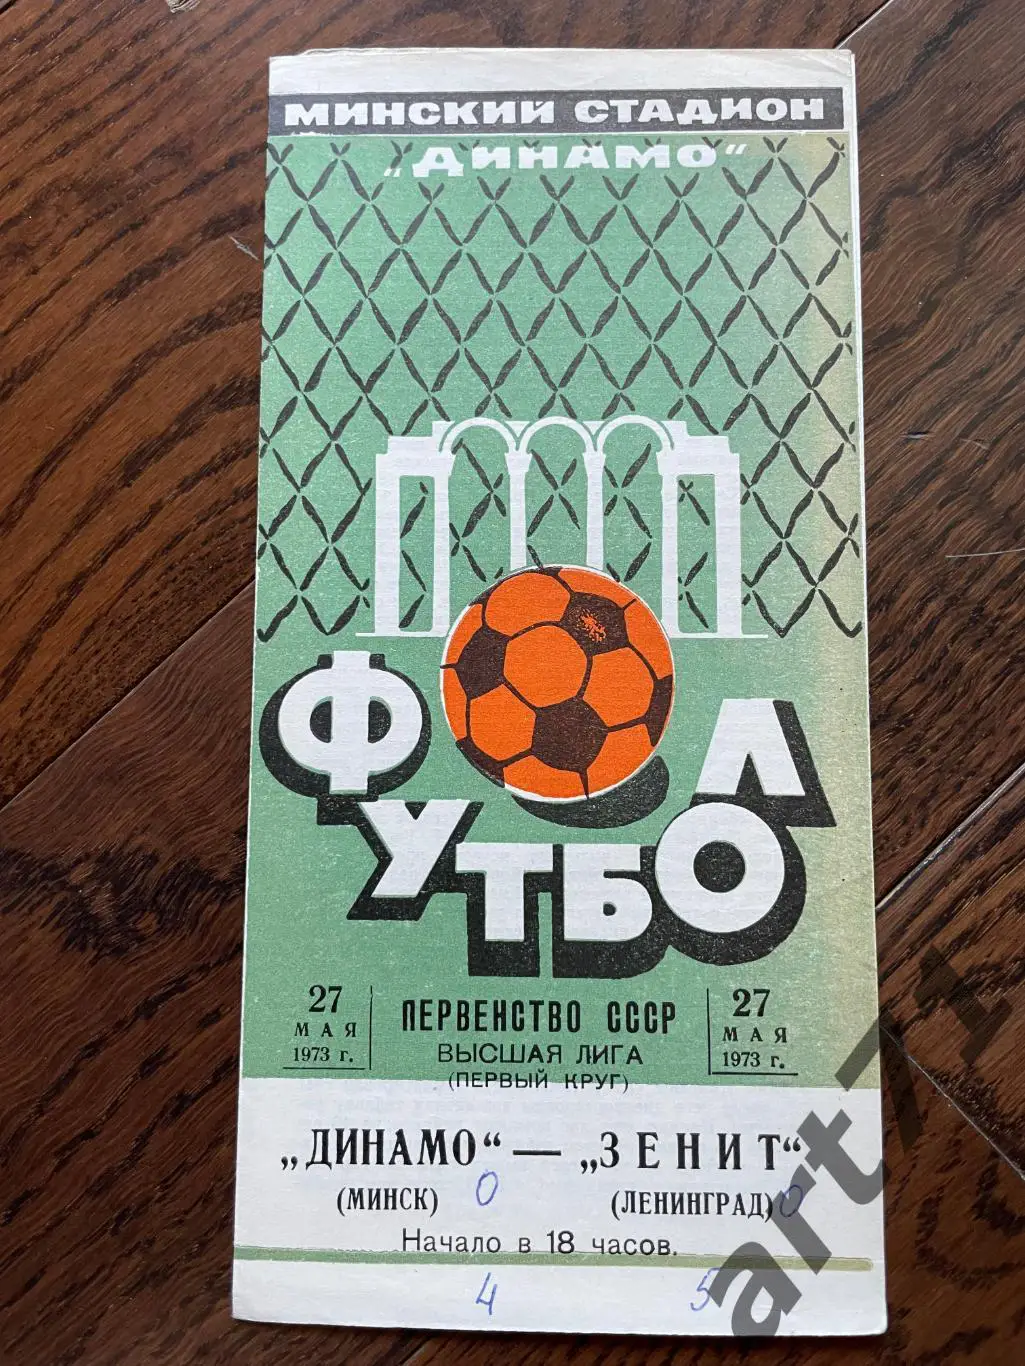 МИНСКИЙ СТАДИОН
„ДИНАМО“
ФУТБОЛ
27 МАЯ 1973 г.
ПЕРВЕНСТВО СССР
ВЫСШАЯ ЛИГА
(ПЕРВЫЙ КРУГ)
27 МАЯ 1973 г.
„ДИНАМО“ — „ЗЕНИТ“
(МИНСК) 0 (ЛЕНИНГРАД) 0
Начало в 18 часов.
4 5
art71